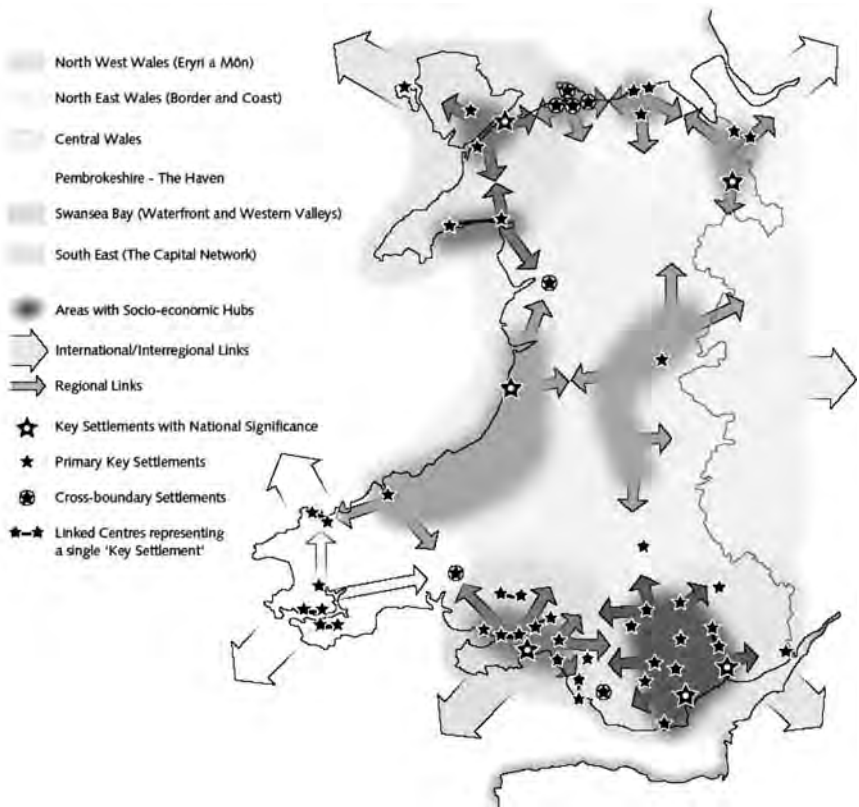 North West Wales (Eryri a Môn)
North East Wales (Border and Coast)
Central Wales
Pembrokeshire - The Haven
Swansea Bay (Waterfront and Western Valleys)
South East (The Capital Network)
Areas with Socio-economic Hubs
International/Interregional Links
Regional Links
Key Settlements with National Significance
Primary Key Settlements
Cross-boundary Settlements
Linked Centres representing
a single 'Key Settlement'